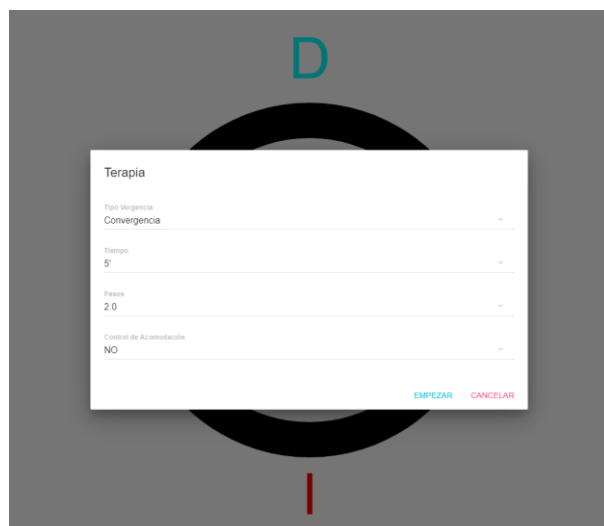 D
Terapia
Tipo Vergencia
Convergencia
Tiempo
5'
Pasos
2.0
Control de Acomodación
NO
EMPEZAR CANCELAR
I